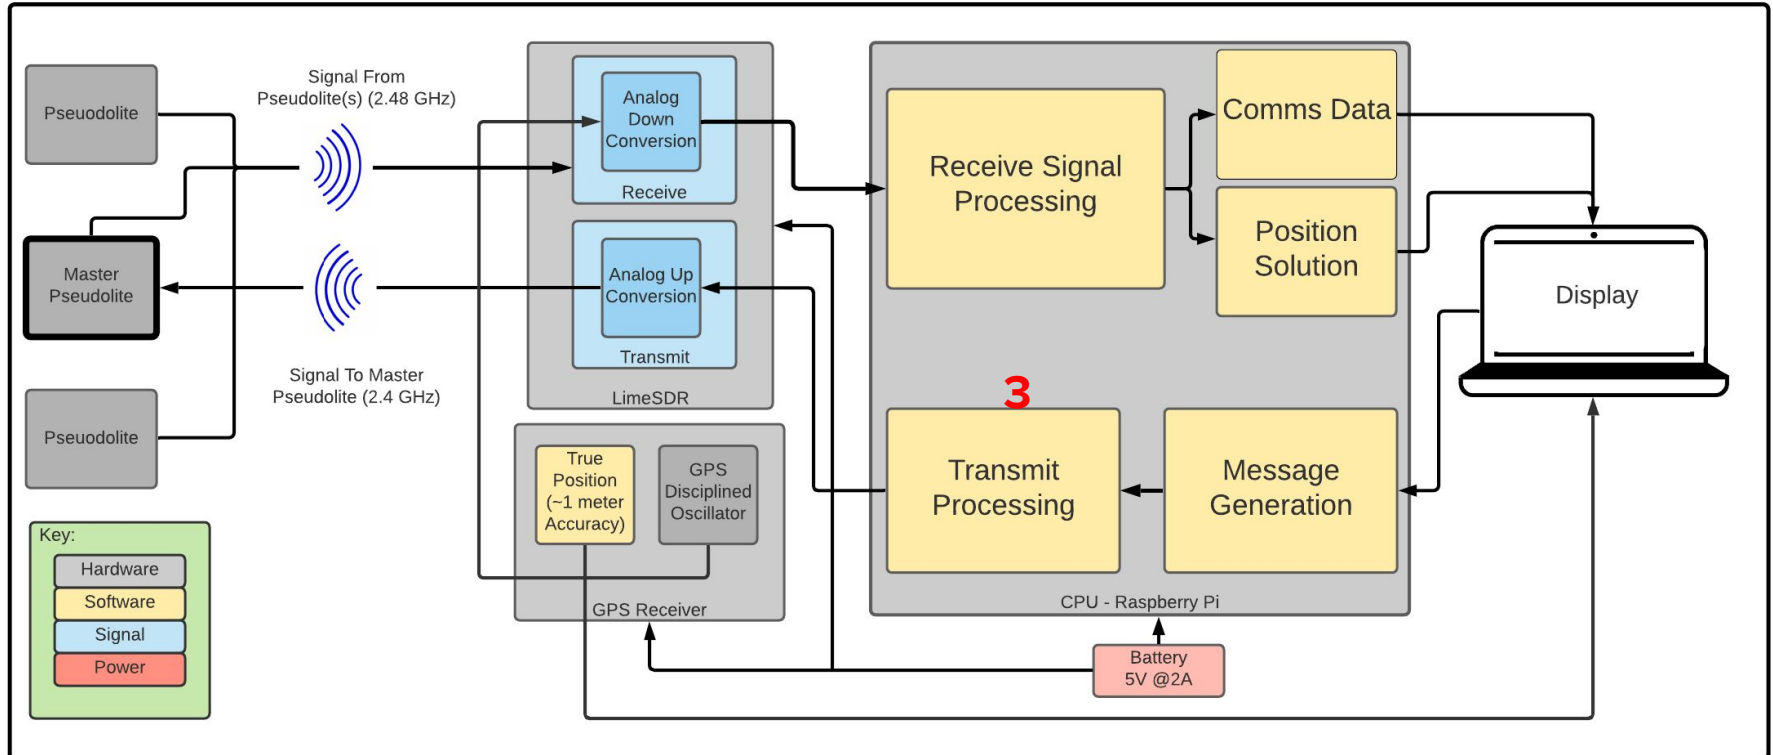 Pseuodolite
Signal From
Pseudolite(s) (2.48 GHz)
Analog
Down
Conversion
Receive
Receive Signal
Processing
Comms Data
Position
Solution
Master
Pseudolite
Analog Up
Conversion
Transmit
LimeSDR
Display
Signal To Master
Pseudolite (2.4 GHz)
Pseuodolite
3
Transmit
Processing
Message
Generation
CPU - Raspberry Pi
True
Position
(~1 meter
Accuracy)
GPS
Disciplined
Oscillator
GPS Receiver
Battery
5V @2A
Key:
Hardware
Software
Signal
Power